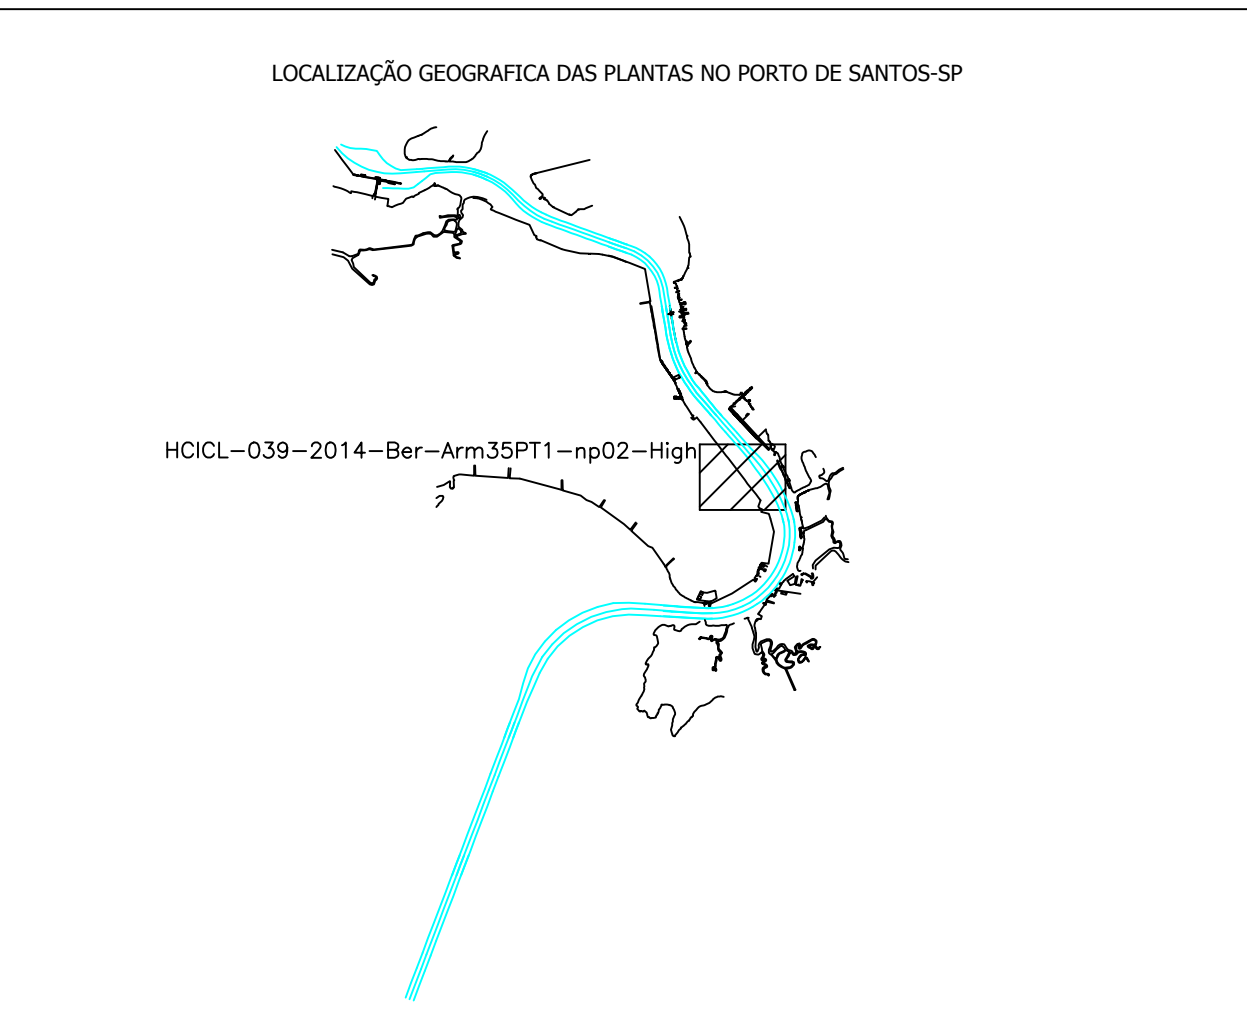 LOCALIZAÇÃO GEOGRAFICA DAS PLANTAS NO PORTO DE SANTOS-SP
HCICL-039-2014-Ber-Arm35PT1-np02-High